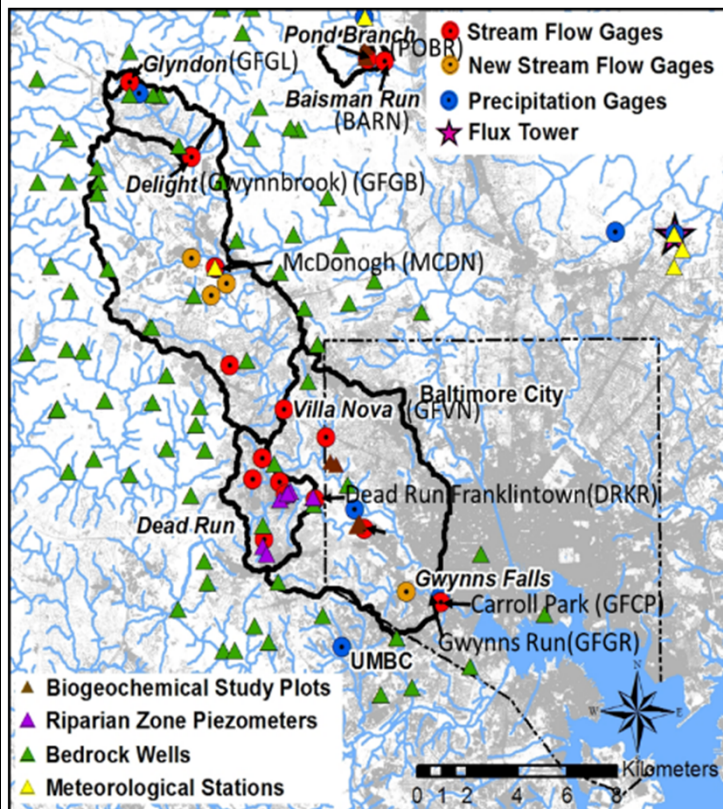 Pond Branch
(POBR)
Glyndon(GFGL)
Baisman Run
(BARN)
Stream Flow Gages
New Stream Flow Gages
Precipitation Gages
Flux Tower
Delight(Gwynnbrook) (GFGB)
McDonogh (MCDN)
Baltimore City
Villa Nova (GFVN)
Dead Run Franklintown(DRKR)
Dead Run
Gwynns Falls
Carroll Park (GFCP)
Gwynns Run(GFGR)
UMBC
Biogeochemical Study Plots
Riparian Zone Piezometers
Bedrock Wells
Meteorological Stations
N
W E
S
Kilometers
0 1 2 4 6 8